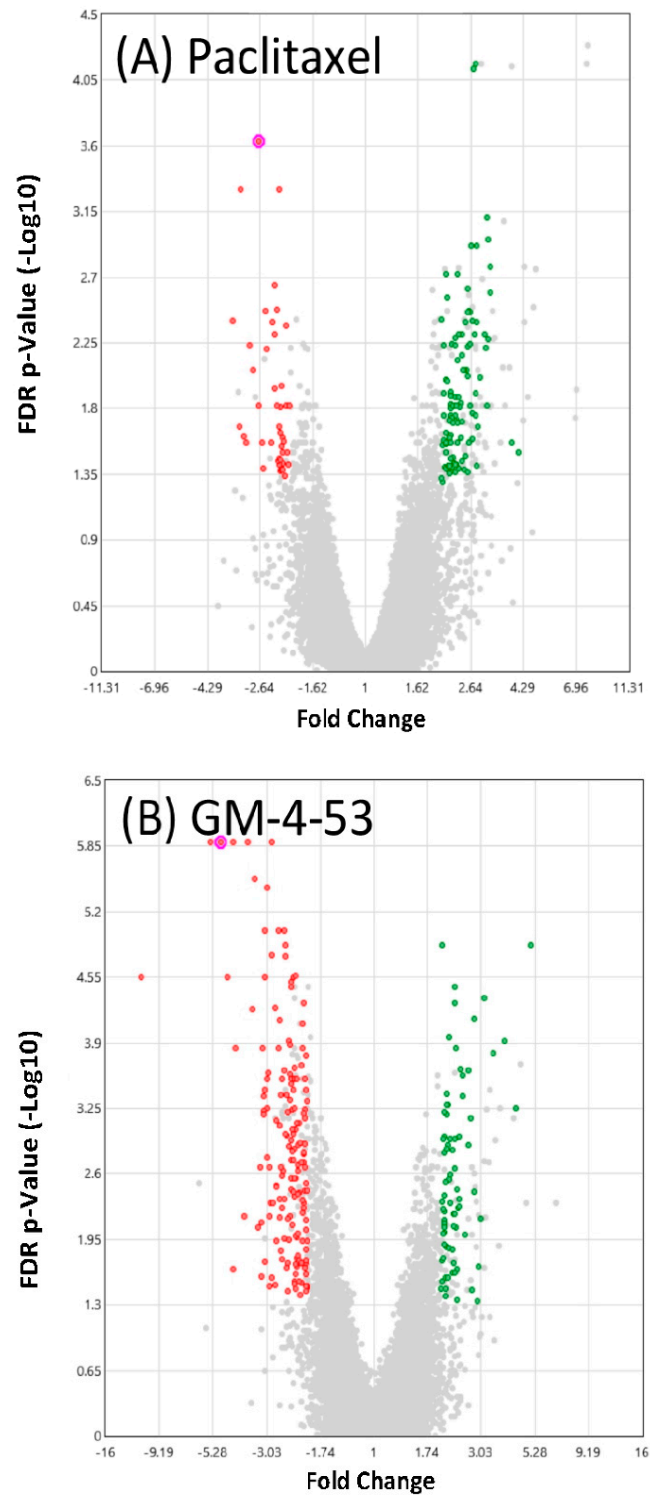 (A) Paclitaxel
4.5
4.05
3.6
3.15
2.7
2.25
1.8
1.35
0.9
0.45
0
FDR p-Value (-Log10)
-11.31 -6.96 -4.29 -2.64 -1.62 1 1.62 2.64 4.29 6.96 11.31
Fold Change
(B) GM-4-53
6.5
5.85
5.2
4.55
3.9
3.25
2.6
1.95
1.3
0.65
0
FDR p-Value (-Log10)
-16 -9.19 -5.28 -3.03 -1.74 1 1.74 3.03 5.28 9.19 16
Fold Change